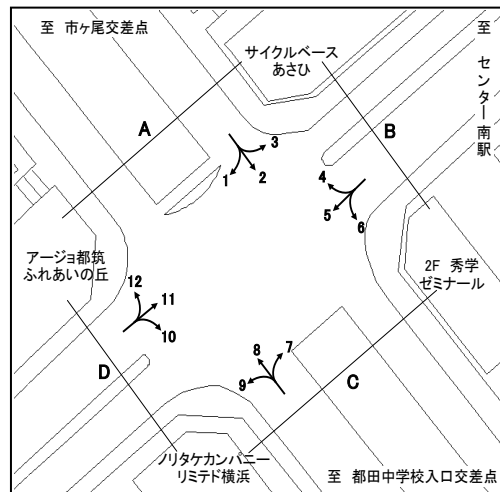 至 市ヶ尾交差点
サイクルベース
あさひ
至 センター南駅
A
B
3
1
2
4
5
6
アージョ都筑
ふれあいの丘
2F 秀学
ゼミナール
12
11
10
8
7
9
D
C
ノリタケカンパニー
リミテド横浜
至 都田中学校入口交差点